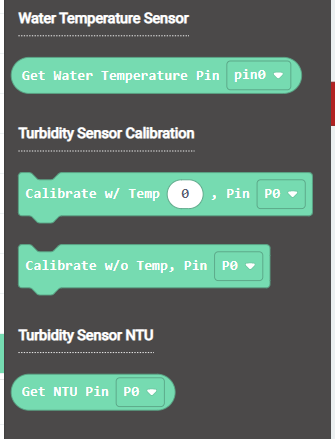 Water Temperature Sensor
Get Water Temperature Pin pin0
Turbidity Sensor Calibration
Calibrate w/ Temp 0 , Pin P0
Calibrate w/o Temp, Pin P0
Turbidity Sensor NTU
Get NTU Pin P0